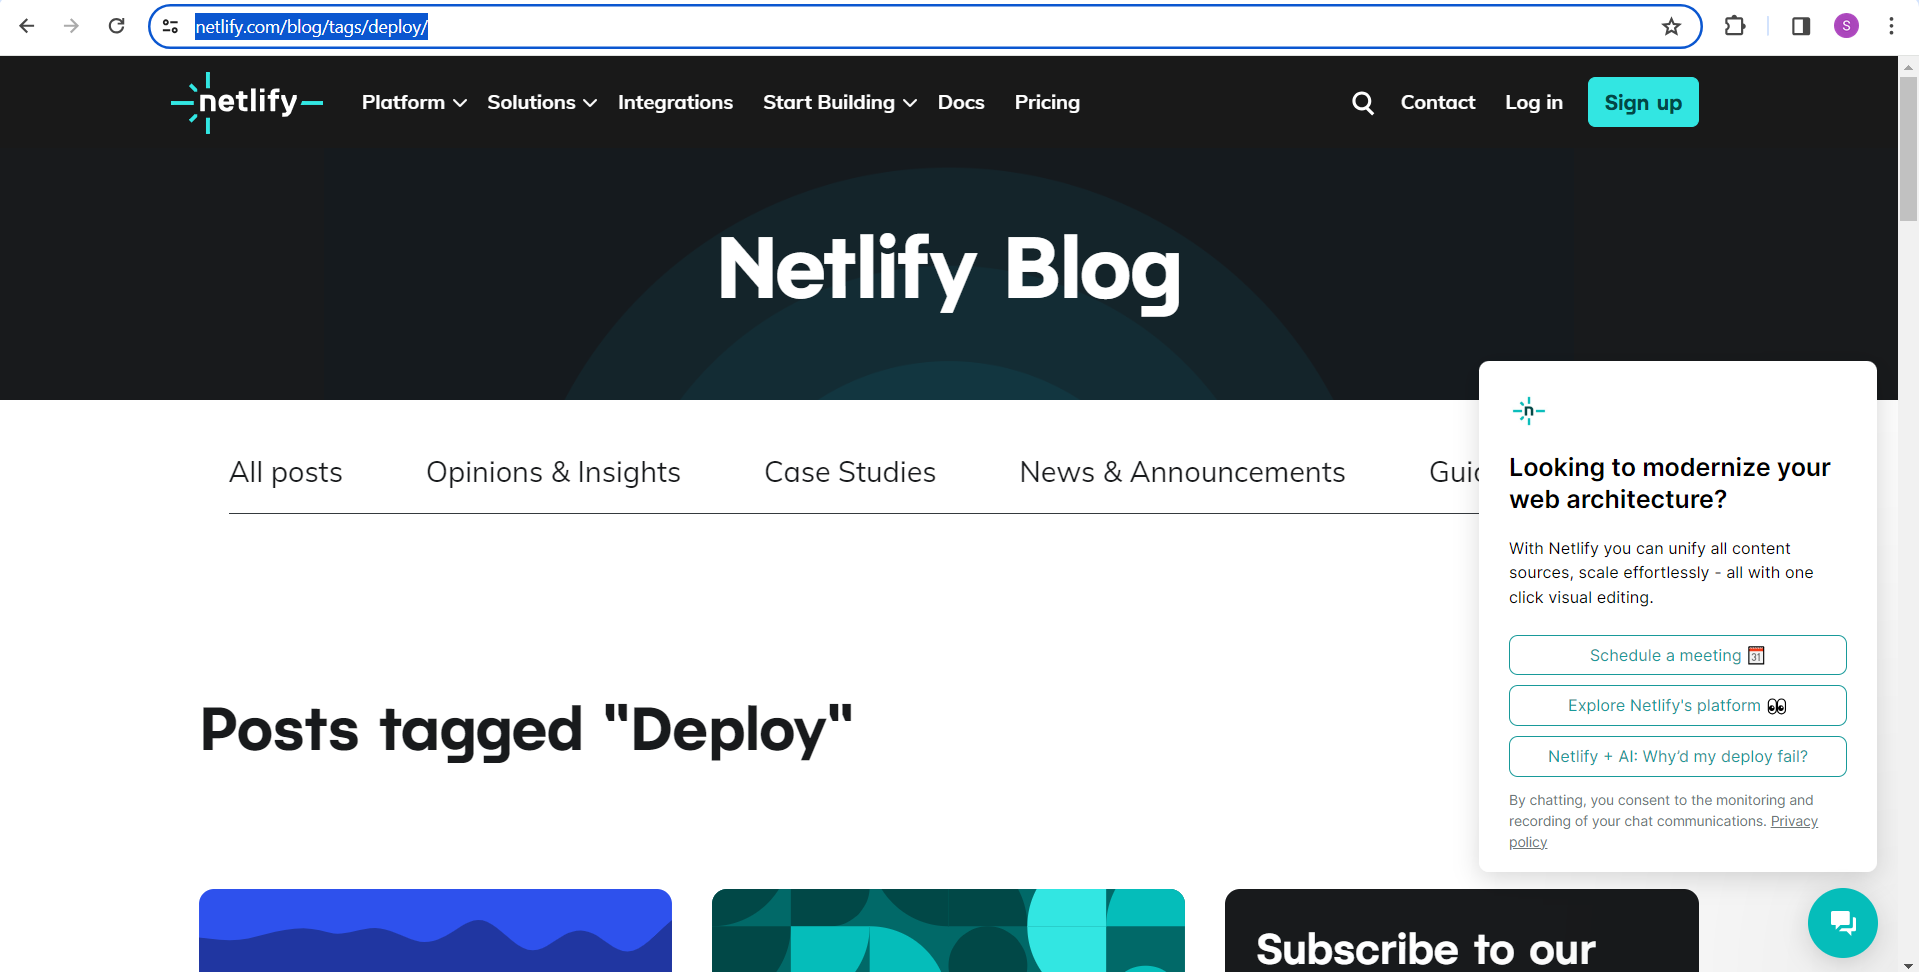 netlify.com/blog/tags/deploy/
S
netlify
Platform Solutions Integrations Start Building Docs Pricing
Contact Log in Sign up
Netlify Blog
All posts Opinions & Insights Case Studies News & Announcements
n
Looking to modernize your
web architecture?
With Netlify you can unify all content
sources, scale effortlessly - all with one
click visual editing.
Schedule a meeting
31
Explore Netlify's platform
Netlify + AI: Why'd my deploy fail?
By chatting, you consent to the monitoring and
recording of your chat communications. Privacy
policy
Posts tagged "Deploy"
Subscribe to our